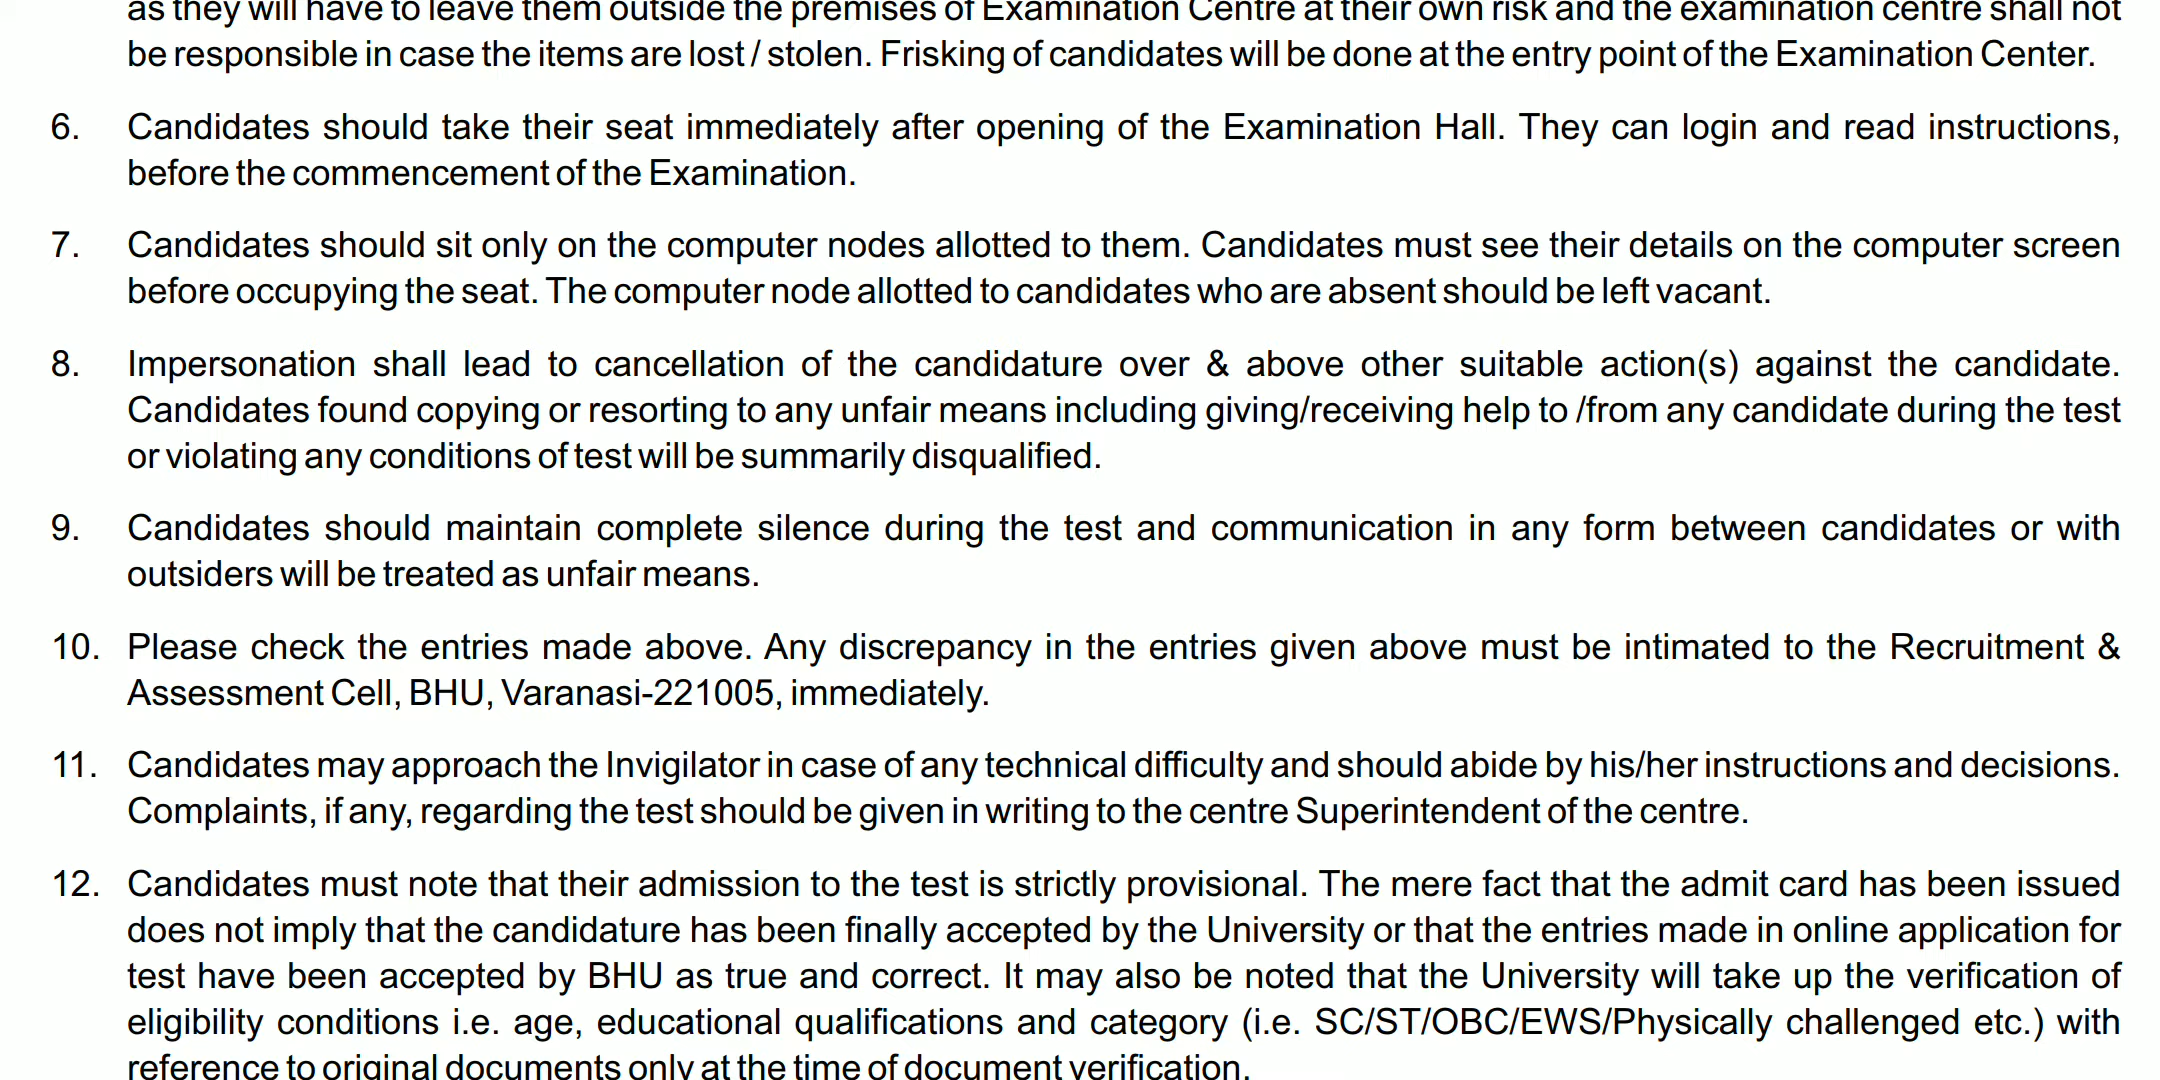 as they will have to leave them outside the premises of Examination Centre at their own risk and the examination centre shall not
be responsible in case the items are lost / stolen. Frisking of candidates will be done at the entry point of the Examination Center.
6. Candidates should take their seat immediately after opening of the Examination Hall. They can login and read instructions,
before the commencement of the Examination.
7. Candidates should sit only on the computer nodes allotted to them. Candidates must see their details on the computer screen
before occupying the seat. The computer node allotted to candidates who are absent should be left vacant.
8. Impersonation shall lead to cancellation of the candidature over & above other suitable action(s) against the candidate.
Candidates found copying or resorting to any unfair means including giving/receiving help to /from any candidate during the test
or violating any conditions of test will be summarily disqualified.
9. Candidates should maintain complete silence during the test and communication in any form between candidates or with
outsiders will be treated as unfair means.
10. Please check the entries made above. Any discrepancy in the entries given above must be intimated to the Recruitment &
Assessment Cell, BHU, Varanasi-221005, immediately.
11. Candidates may approach the Invigilator in case of any technical difficulty and should abide by his/her instructions and decisions.
Complaints, if any, regarding the test should be given in writing to the centre Superintendent of the centre.
12. Candidates must note that their admission to the test is strictly provisional. The mere fact that the admit card has been issued
does not imply that the candidature has been finally accepted by the University or that the entries made in online application for
test have been accepted by BHU as true and correct. It may also be noted that the University will take up the verification of
eligibility conditions i.e. age, educational qualifications and category (i.e. SC/ST/OBC/EWS/Physically challenged etc.) with
reference to original documents only at the time of document verification.